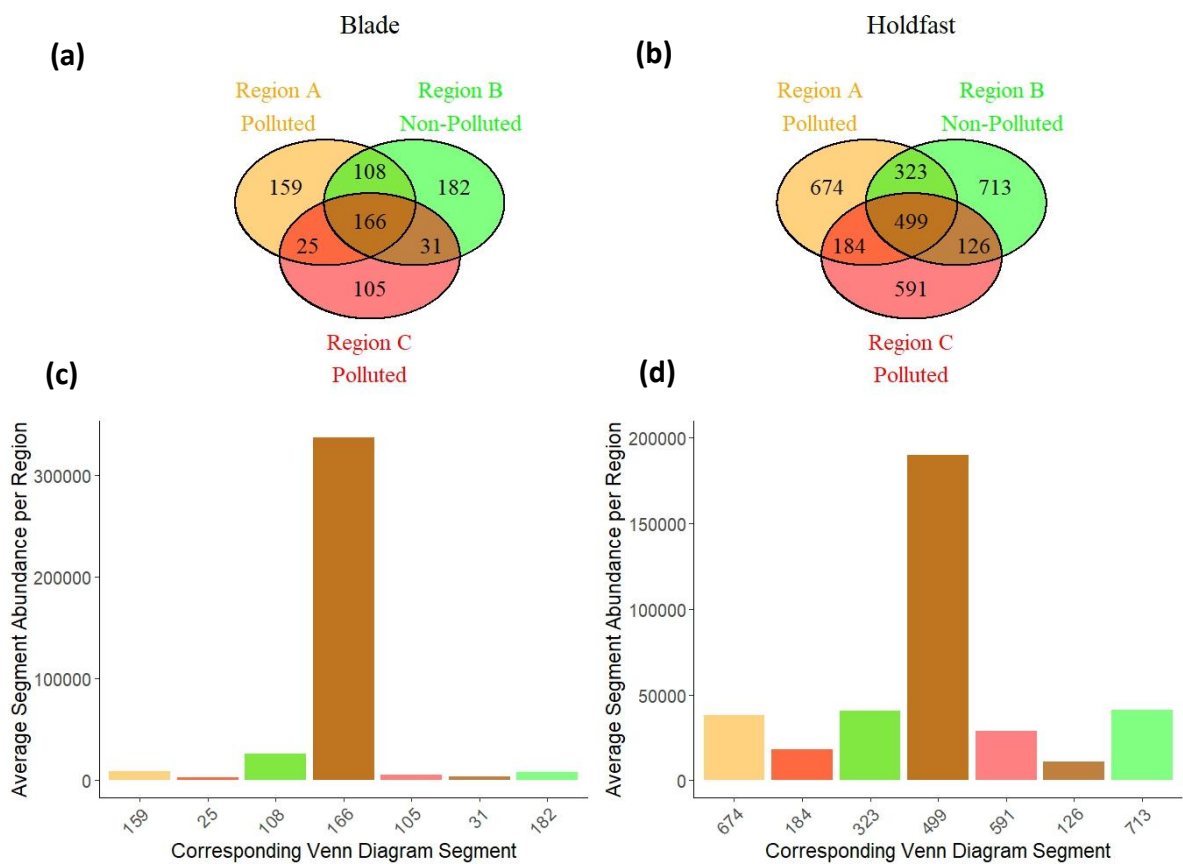 Blade
(a)
Region A
Polluted
Region B
Non-Polluted
159
108
182
166
25
31
105
Region C
Polluted
Holdfast
(b)
Region A
Polluted
Region B
Non-Polluted
674
323
713
499
184
126
591
Region C
Polluted
(c)
Average Segment Abundance per Region
300000
200000
100000
0
159
25
108
166
105
31
182
Corresponding Venn Diagram Segment
(d)
Average Segment Abundance per Region
200000
150000
100000
50000
0
674
184
323
499
591
126
713
Corresponding Venn Diagram Segment